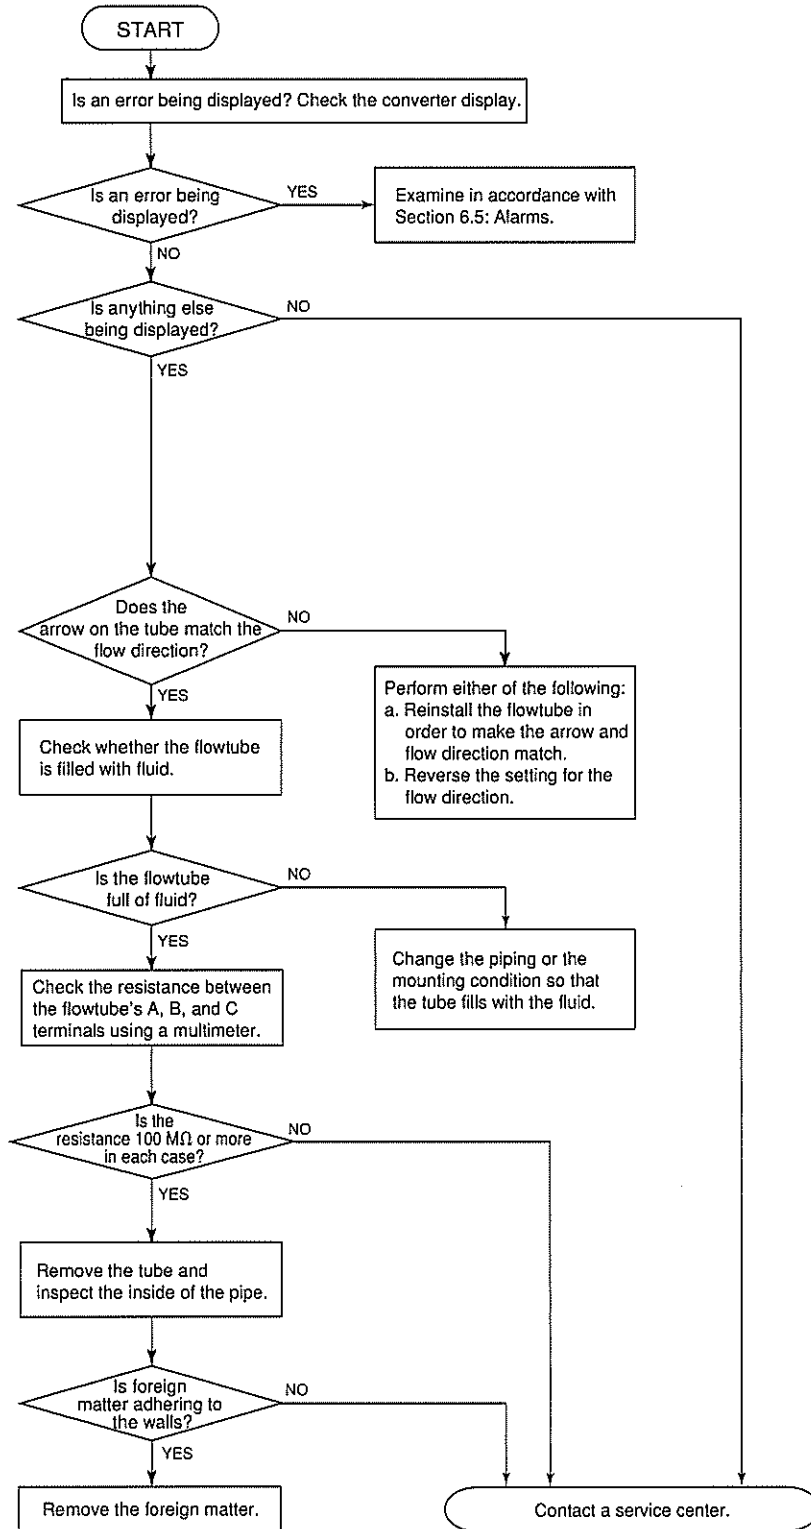 START
Is an error being displayed? Check the converter display.
Is an error being
displayed?
YES
Examine in accordance with
Section 6.5: Alarms.
NO
Is anything else
being displayed?
NO
YES
Does the
arrow on the tube match the
flow direction?
NO
YES
Perform either of the following:
a. Reinstall the flowtube in
order to make the arrow and
flow direction match.
b. Reverse the setting for the
flow direction.
Check whether the flowtube
is filled with fluid.
Is the flowtube
full of fluid?
NO
YES
Change the piping or the
mounting condition so that
the tube fills with the fluid.
Check the resistance between
the flowtube's A, B, and C
terminals using a multimeter.
Is the
resistance 100 MΩ or more
in each case?
NO
YES
Remove the tube and
inspect the inside of the pipe.
Is foreign
matter adhering to
the walls?
NO
YES
Remove the foreign matter.
Contact a service center.